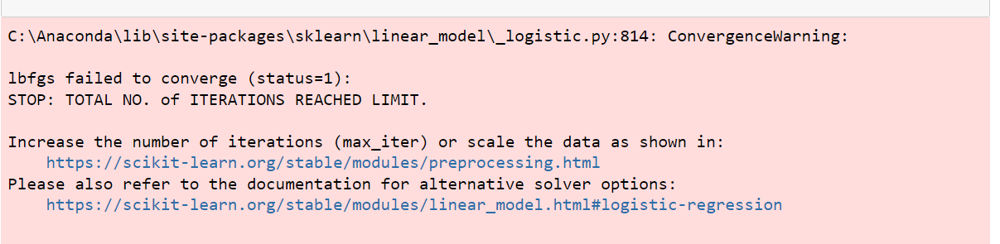 C:\Anaconda\lib\site-packages\sklearn\linear_model\_logistic.py:814: ConvergenceWarning:
lbfgs failed to converge (status=1):
STOP: TOTAL NO. of ITERATIONS REACHED LIMIT.
Increase the number of iterations (max_iter) or scale the data as shown in:
https://scikit-learn.org/stable/modules/preprocessing.html
Please also refer to the documentation for alternative solver options:
https://scikit-learn.org/stable/modules/linear_model.html#logistic-regression